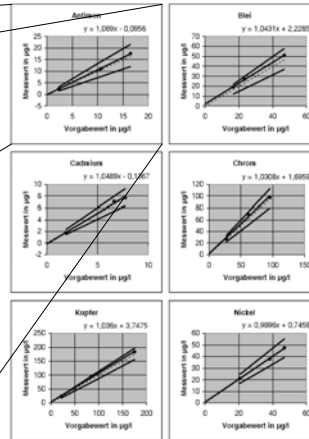 Antimon
y = 1,069x - 0,0956
Messwert in µg/l
25
20
15
10
5
0
-5
0 5 10 15 20
Vorgabewert in µg/l
Blei
y = 1,0431x + 2,2285
Messwert in µg/l
70
60
50
40
30
20
10
0
0 20 40 60
Vorgabewert in µg/l
Cadmium
y = 1,0489x - 0,1367
Messwert in µg/l
10
8
6
4
2
0
-2
0 5 10
Vorgabewert in µg/l
Chrom
y = 1,0308x + 1,6959
Messwert in µg/l
120
100
80
60
40
20
0
0 50 100 150
Vorgabewert in µg/l
Kupfer
y = 1,036x + 3,7475
Messwert in µg/l
250
200
150
100
50
0
0 50 100 150 200
Vorgabewert in µg/l
Nickel
y = 0,9896x + 0,7458
Messwert in µg/l
60
50
40
30
20
10
0
0 20 40 60
Vorgabewert in µg/l